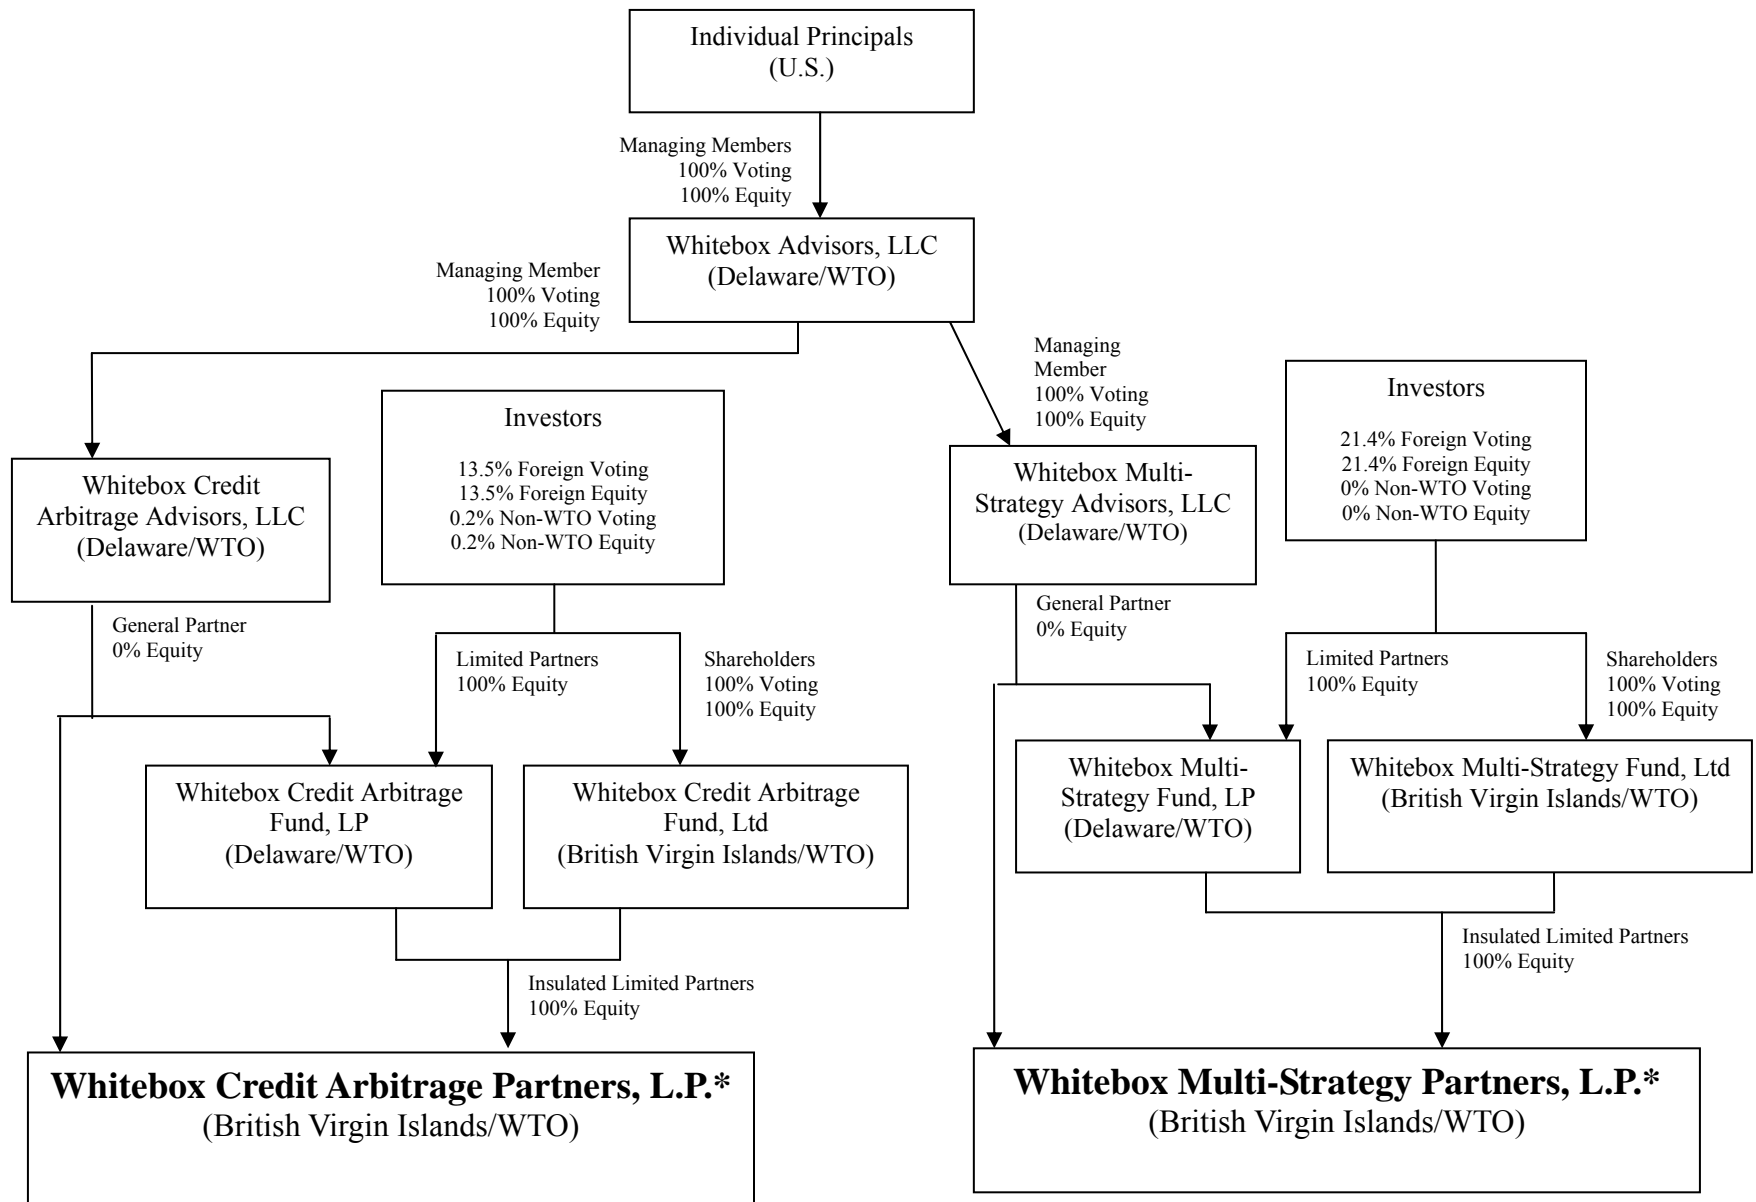 Individual Principals
(U.S.)
Managing Members
100% Voting
100% Equity
Whitebox Advisors, LLC
(Delaware/WTO)
Managing Member
100% Voting
100% Equity
Managing
Member
100% Voting
100% Equity
Investors
13.5% Foreign Voting
13.5% Foreign Equity
0.2% Non-WTO Voting
0.2% Non-WTO Equity
Investors
21.4% Foreign Voting
21.4% Foreign Equity
0% Non-WTO Voting
0% Non-WTO Equity
Whitebox Credit
Arbitrage Advisors, LLC
(Delaware/WTO)
Whitebox Multi-
Strategy Advisors, LLC
(Delaware/WTO)
General Partner
0% Equity
Limited Partners
100% Equity
Shareholders
100% Voting
100% Equity
General Partner
0% Equity
Limited Partners
100% Equity
Shareholders
100% Voting
100% Equity
Whitebox Credit Arbitrage
Fund, LP
(Delaware/WTO)
Whitebox Credit Arbitrage
Fund, Ltd
(British Virgin Islands/WTO)
Whitebox Multi-
Strategy Fund, LP
(Delaware/WTO)
Whitebox Multi-Strategy Fund, Ltd
(British Virgin Islands/WTO)
Insulated Limited Partners
100% Equity
Insulated Limited Partners
100% Equity
Whitebox Credit Arbitrage Partners, L.P.*
(British Virgin Islands/WTO)
Whitebox Multi-Strategy Partners, L.P.*
(British Virgin Islands/WTO)